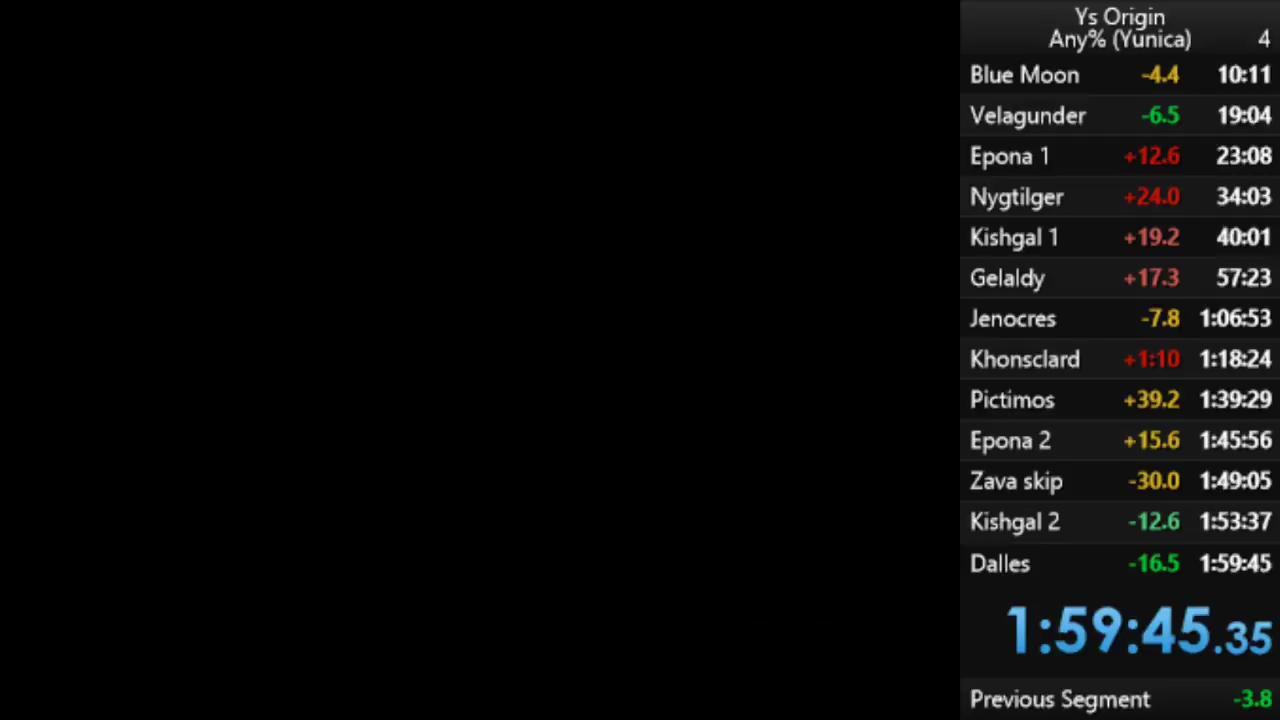 Ys Origin
Any% (Yunica) 4
Blue Moon -4.4 10:11
Velagunder -6.5 19:04
Epona 1 +12.6 23:08
Nygtilger +24.0 34:03
Kishgal 1 +19.2 40:01
Gelaldy +17.3 57:23
Jenocres -7.8 1:06:53
Khonsclard +1:10 1:18:24
Pictimos +39.2 1:39:29
Epona 2 +15.6 1:45:56
Zava skip -30.0 1:49:05
Kishgal 2 -12.6 1:53:37
Dalles -16.5 1:59:45
1:59:45.35
Previous Segment -3.8